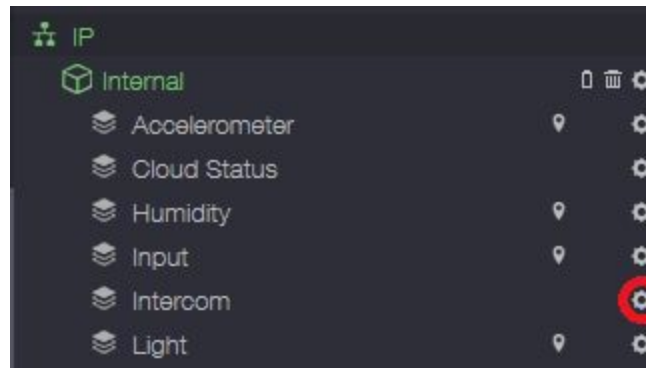 IP
Internal
Accelerometer
Cloud Status
Humidity
Input
Intercom
Light